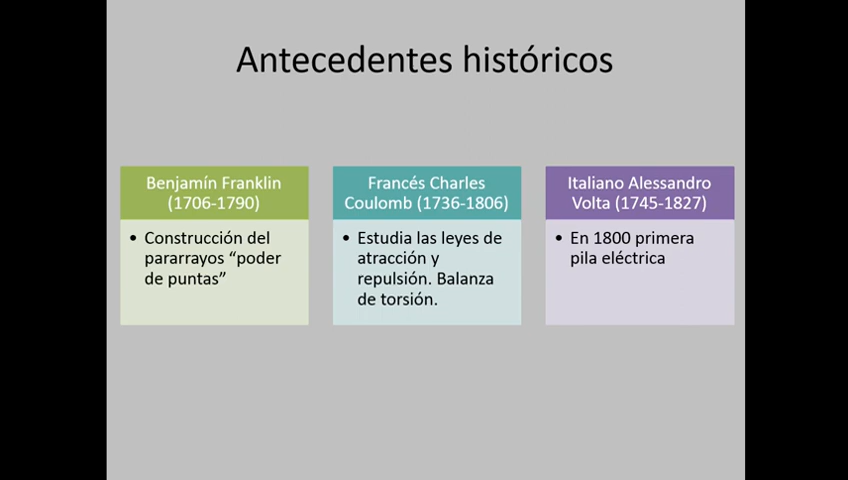 Antecedentes históricos
Benjamín Franklin
(1706-1790)
• Construcción del
pararrayos “poder
de puntas”
Francés Charles
Coulomb (1736-1806)
• Estudia las leyes de
atracción y
repulsión. Balanza
de torsión.
Italiano Alessandro
Volta (1745-1827)
• En 1800 primera
pila eléctrica